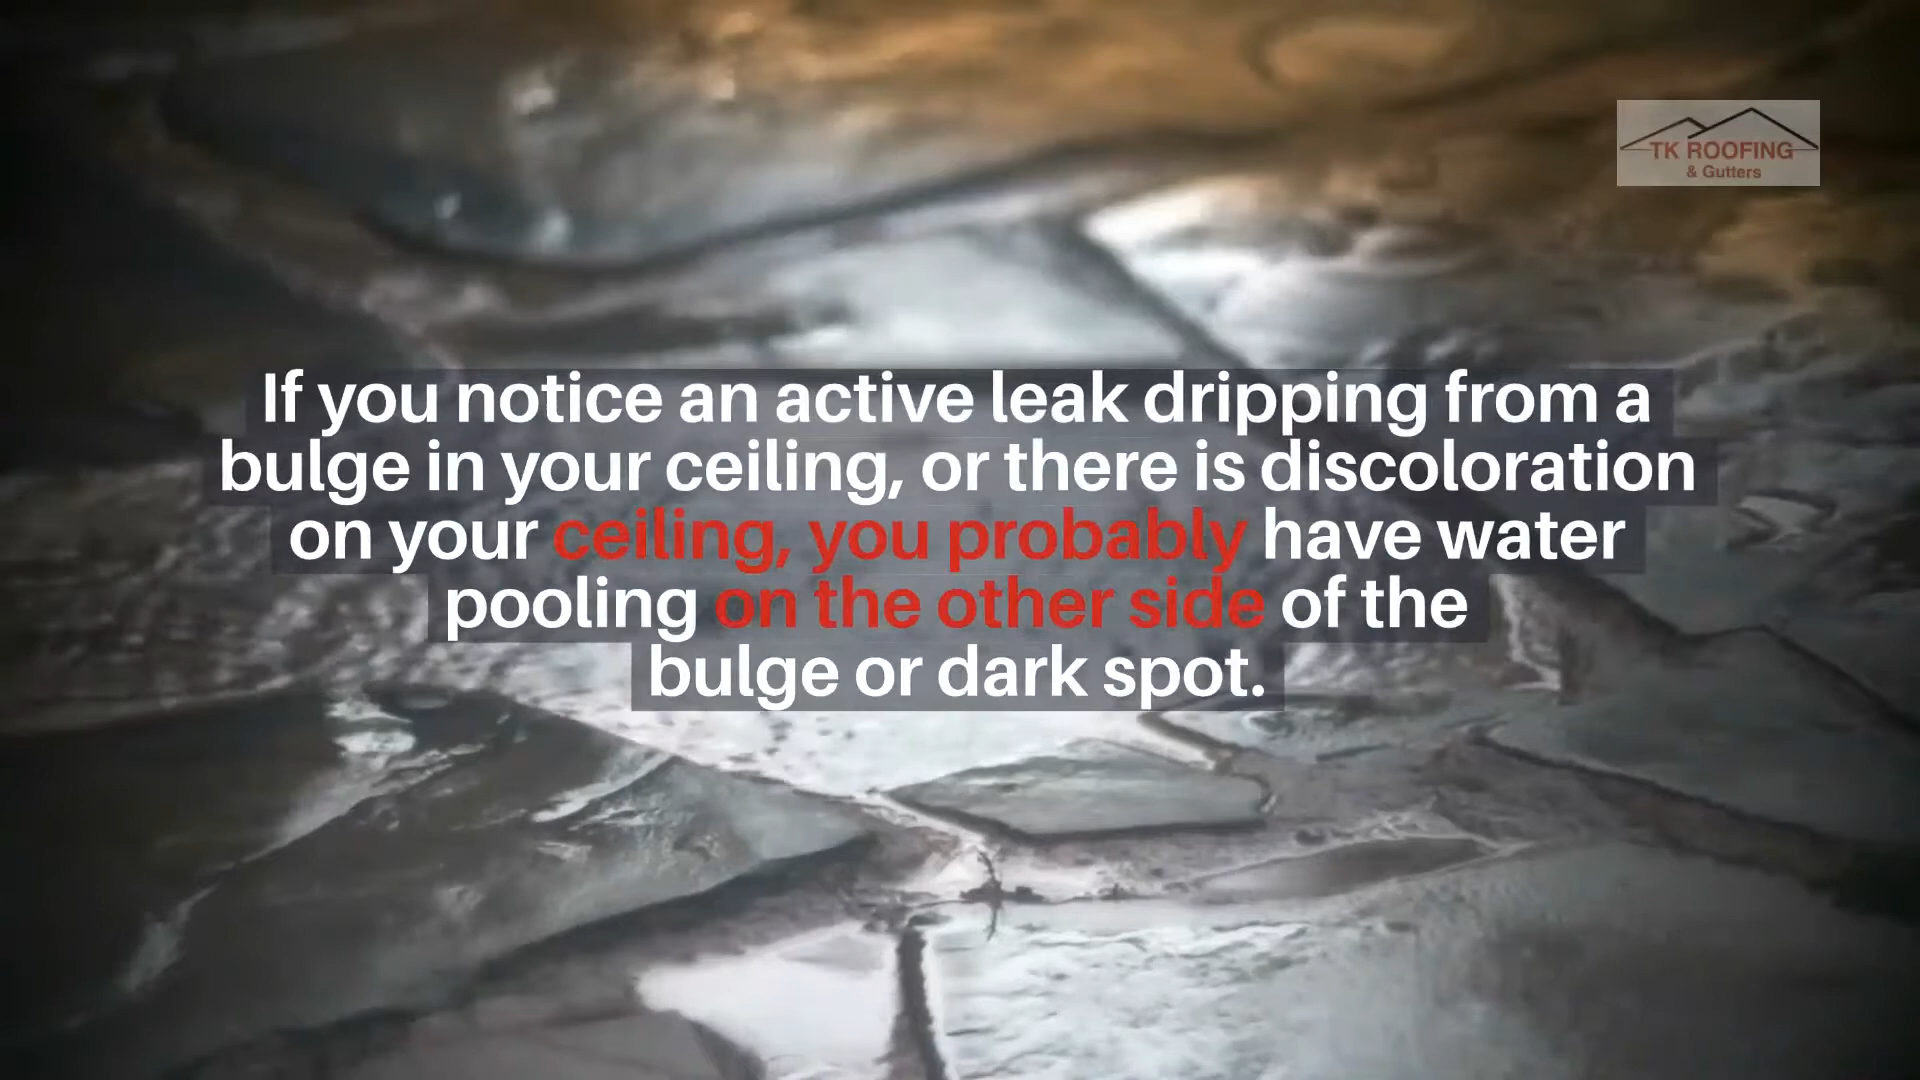 TK ROOFING
& Gutters
If you notice an active leak dripping from a
bulge in your ceiling, or there is discoloration
on your ceiling, you probably have water
pooling on the other side of the
bulge or dark spot.